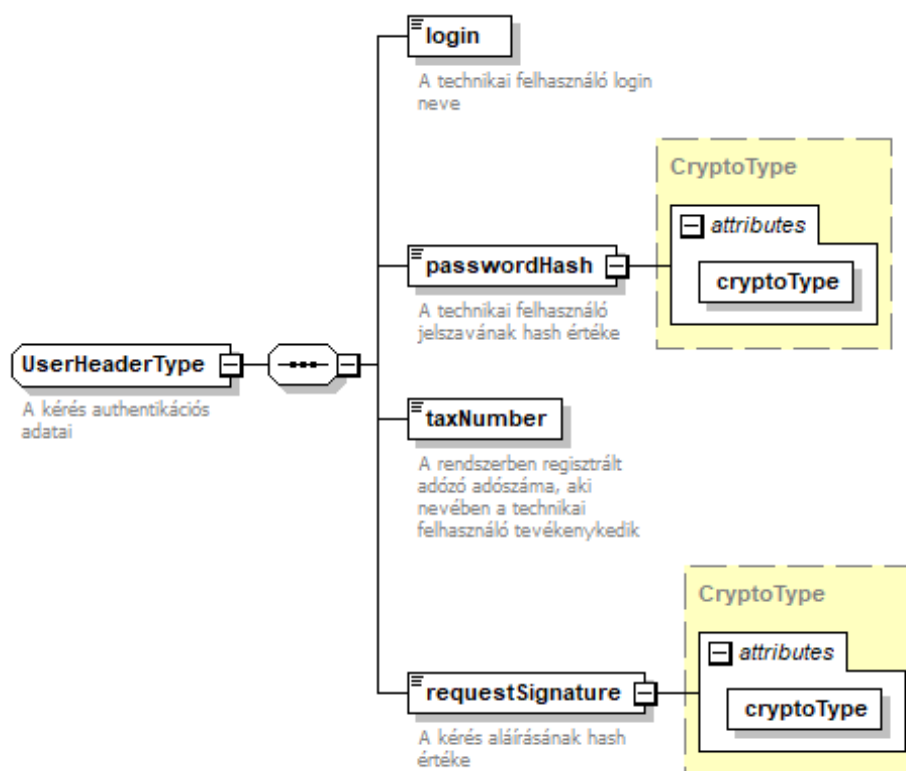 login
A technikai felhasználó login
neve
CryptoType
attributes
passwordHash
cryptoType
A technikai felhasználó
jelszavának hash értéke
UserHeaderType
A kérés authentikációs
adatai
taxNumber
A rendszerben regisztrált
adózó adószáma, aki
nevében a technikai
felhasználó tevékenykedik
CryptoType
attributes
requestSignature
cryptoType
A kérés aláírásának hash
értéke